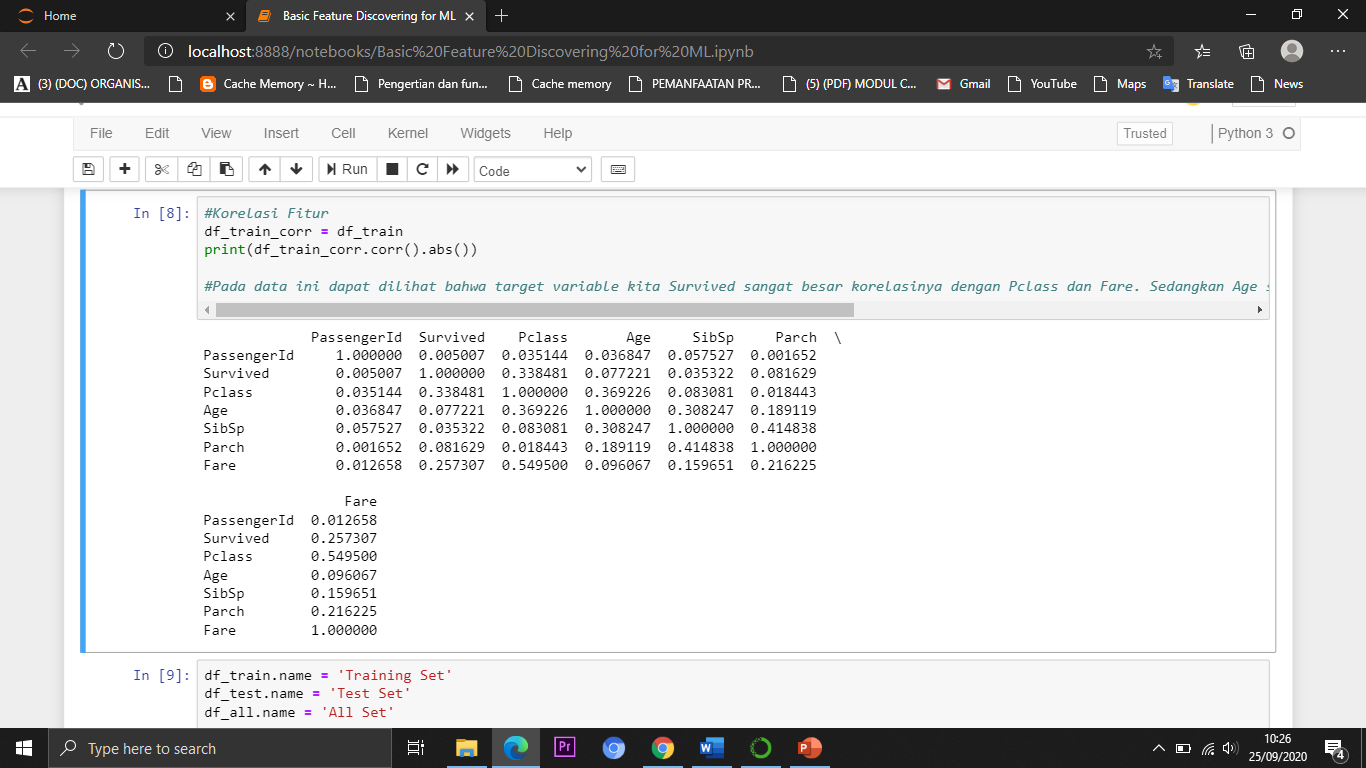 Home
Basic Feature Discovering for ML
localhost:8888/notebooks/Basic%20Feature%20Discovering%20for%20ML.ipynb
(3) (DOC) ORGANIS... Cache Memory ~ H... Pengertian dan fun... Cache memory PEMANFAATAN PR... (5) (PDF) MODUL C... Gmail YouTube Maps Translate News
File Edit View Insert Cell Kernel Widgets Help Trusted Python 3
Run Code
In [8]: #Korelasi Fitur
df_train_corr = df_train
print(df_train_corr.corr().abs())
#Pada data ini dapat dilihat bahwa target variable kita Survived sangat besar korelasinya dengan Pclass dan Fare. Sedangkan Age
PassengerId Survived Pclass Age SibSp Parch \
PassengerId 1.000000 0.005007 0.035144 0.036847 0.057527 0.001652
Survived 0.005007 1.000000 0.338481 0.077221 0.035322 0.081629
Pclass 0.035144 0.338481 1.000000 0.369226 0.083081 0.018443
Age 0.036847 0.077221 0.369226 1.000000 0.308247 0.189119
SibSp 0.057527 0.035322 0.083081 0.308247 1.000000 0.414838
Parch 0.001652 0.081629 0.018443 0.189119 0.414838 1.000000
Fare 0.012658 0.257307 0.549500 0.096067 0.159651 0.216225
Fare
PassengerId 0.012658
Survived 0.257307
Pclass 0.549500
Age 0.096067
SibSp 0.159651
Parch 0.216225
Fare 1.000000
In [9]: df_train.name = 'Training Set'
df_test.name = 'Test Set'
df_all.name = 'All Set'
Type here to search
10:26
25/09/2020
4